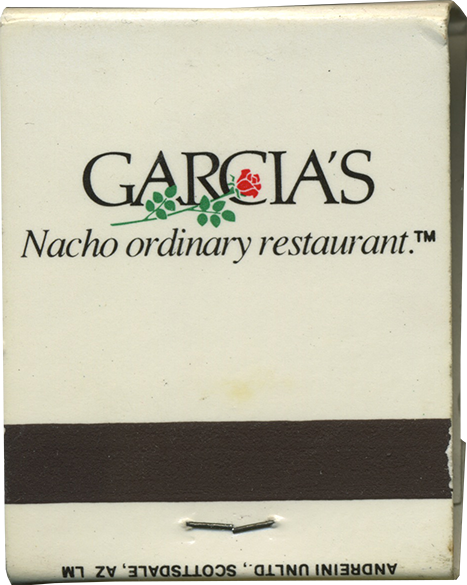 GARCIA'S
Nacho ordinary restaurant.™
ANDREINI UNLTD., SCOTTSDALE, AZ LM